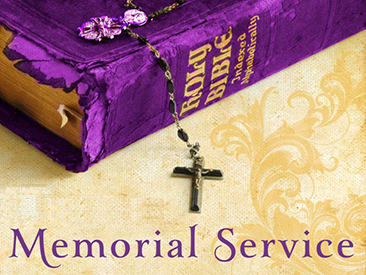 HOLY
BIBLE
Indexed
Alphabetically
Memorial Service